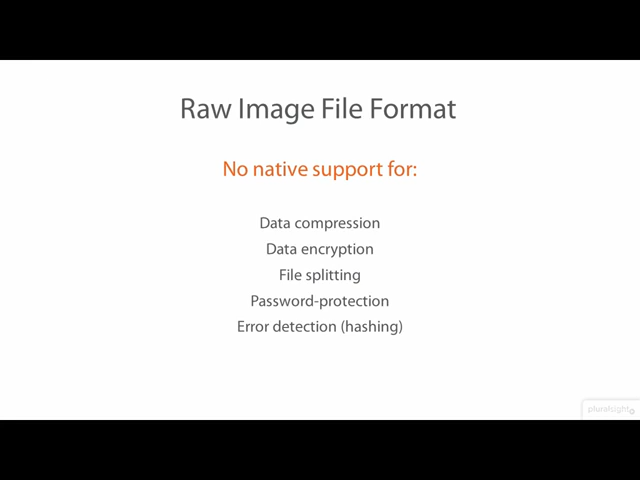 Raw Image File Format
No native support for:
Data compression
Data encryption
File splitting
Password-protection
Error detection (hashing)
pluralsight